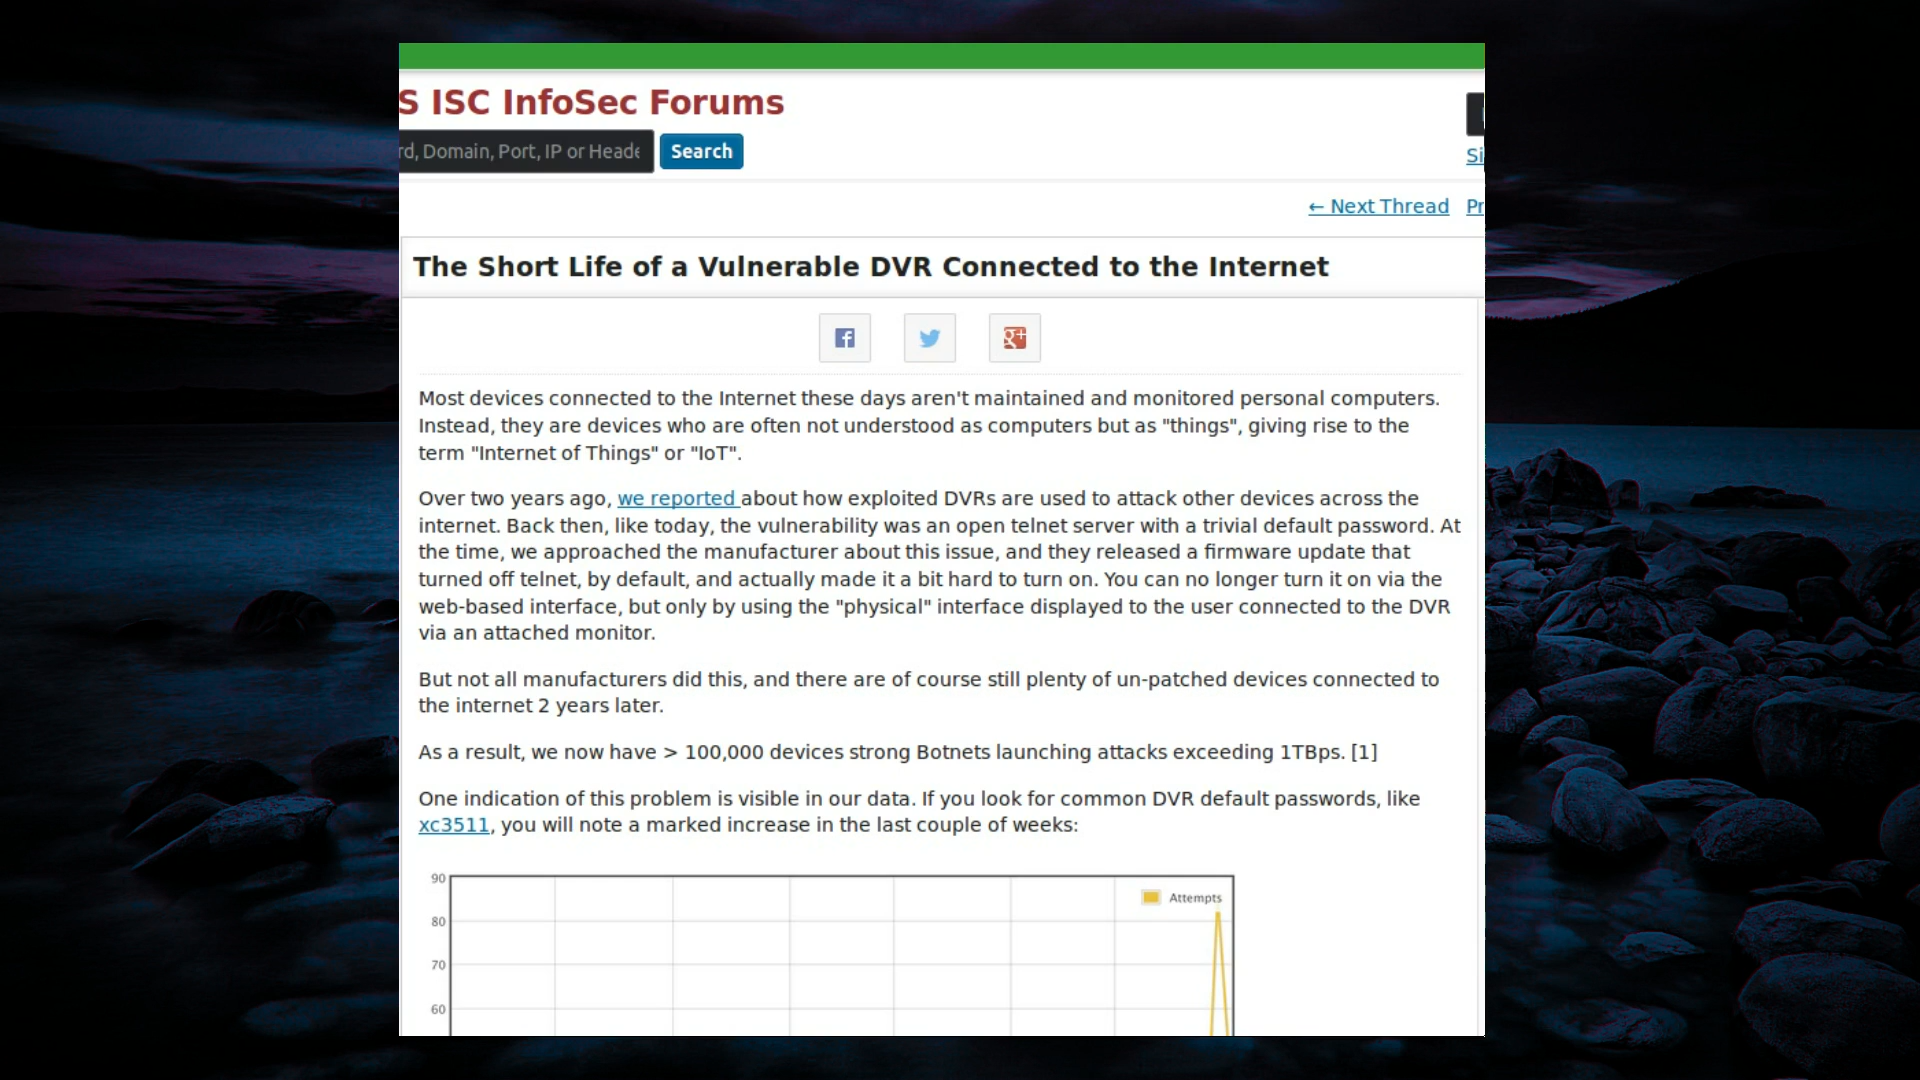 S ISC InfoSec Forums
rd, Domain, Port, IP or Heade
Search
Si
← Next Thread Pr
The Short Life of a Vulnerable DVR Connected to the Internet
Most devices connected to the Internet these days aren't maintained and monitored personal computers.
Instead, they are devices who are often not understood as computers but as "things", giving rise to the
term "Internet of Things" or "IoT".
Over two years ago, we reported about how exploited DVRs are used to attack other devices across the
internet. Back then, like today, the vulnerability was an open telnet server with a trivial default password. At
the time, we approached the manufacturer about this issue, and they released a firmware update that
turned off telnet, by default, and actually made it a bit hard to turn on. You can no longer turn it on via the
web-based interface, but only by using the "physical" interface displayed to the user connected to the DVR
via an attached monitor.
But not all manufacturers did this, and there are of course still plenty of un-patched devices connected to
the internet 2 years later.
As a result, we now have > 100,000 devices strong Botnets launching attacks exceeding 1TBps. [1]
One indication of this problem is visible in our data. If you look for common DVR default passwords, like
xc3511, you will note a marked increase in the last couple of weeks:
90
Attempts
80
70
60